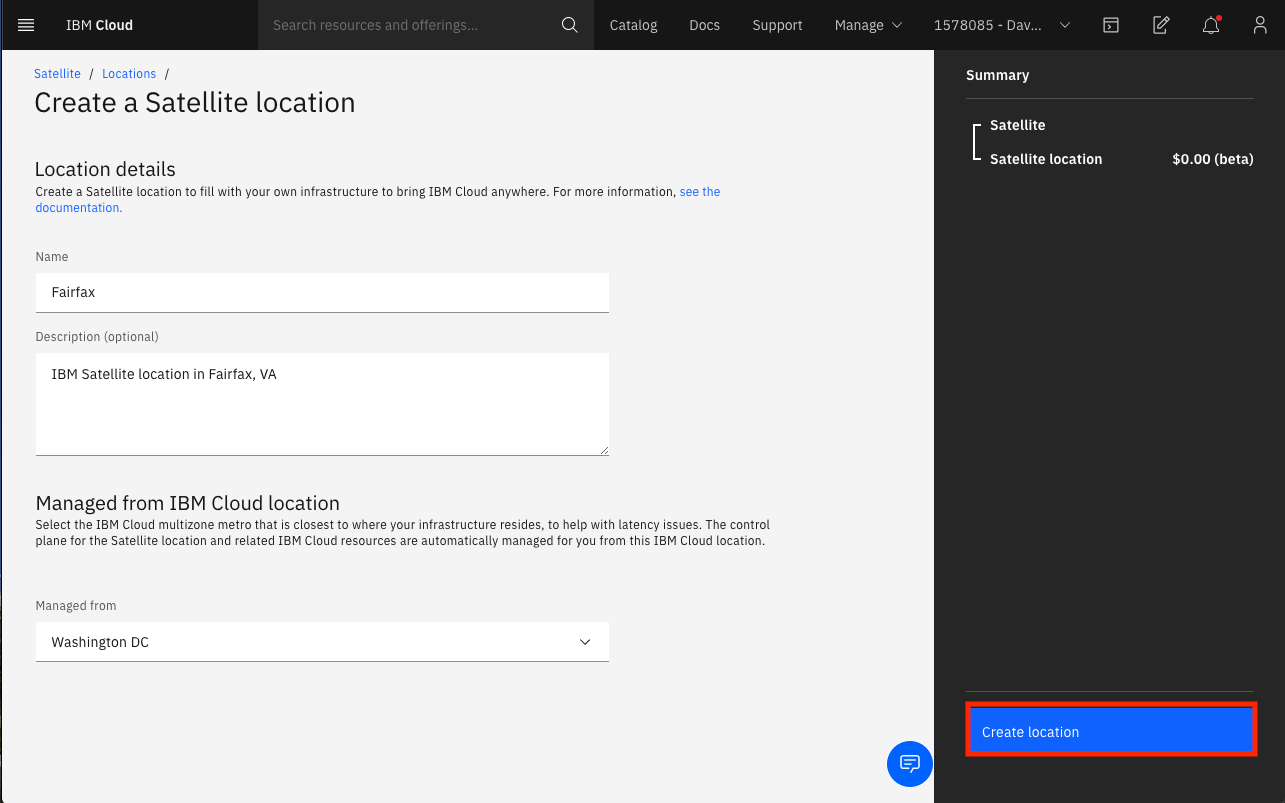 IBM Cloud
Search resources and offerings...
Catalog
Docs
Support
Manage
1578085 - Dav...
Satellite / Locations /
Create a Satellite location
Location details
Create a Satellite location to fill with your own infrastructure to bring IBM Cloud anywhere. For more information, see the
documentation.
Name
Fairfax
Description (optional)
IBM Satellite location in Fairfax, VA
Managed from IBM Cloud location
Select the IBM Cloud multizone metro that is closest to where your infrastructure resides, to help with latency issues. The control
plane for the Satellite location and related IBM Cloud resources are automatically managed for you from this IBM Cloud location.
Managed from
Washington DC
Summary
Satellite
Satellite location $0.00 (beta)
Create location